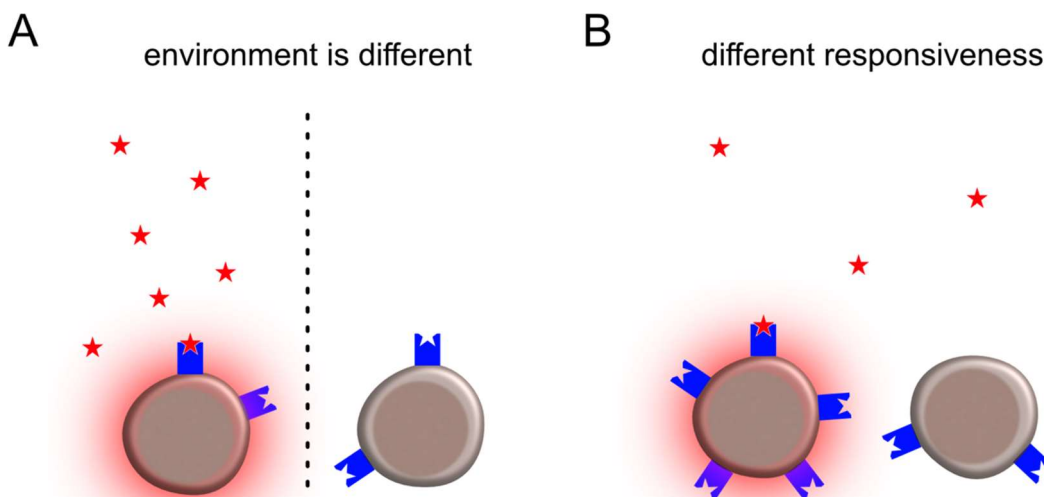 A
environment is different
B
different responsiveness